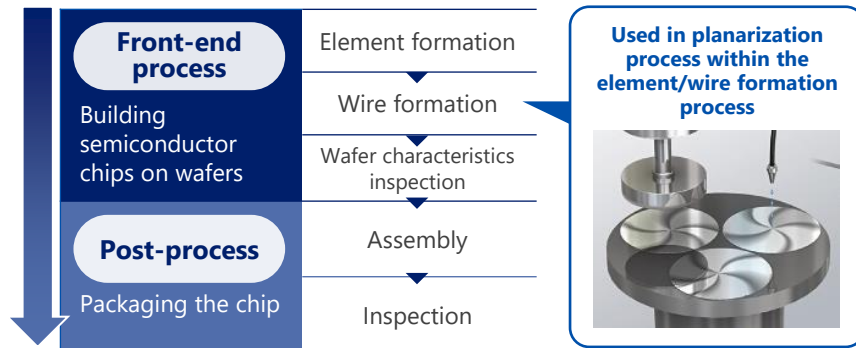 Front-end
process
Building
semiconductor
chips on wafers
Element formation
Wire formation
Wafer characteristics
inspection
Post-process
Packaging the chip
Assembly
Inspection
Used in planarization
process within the
element/wire formation
process